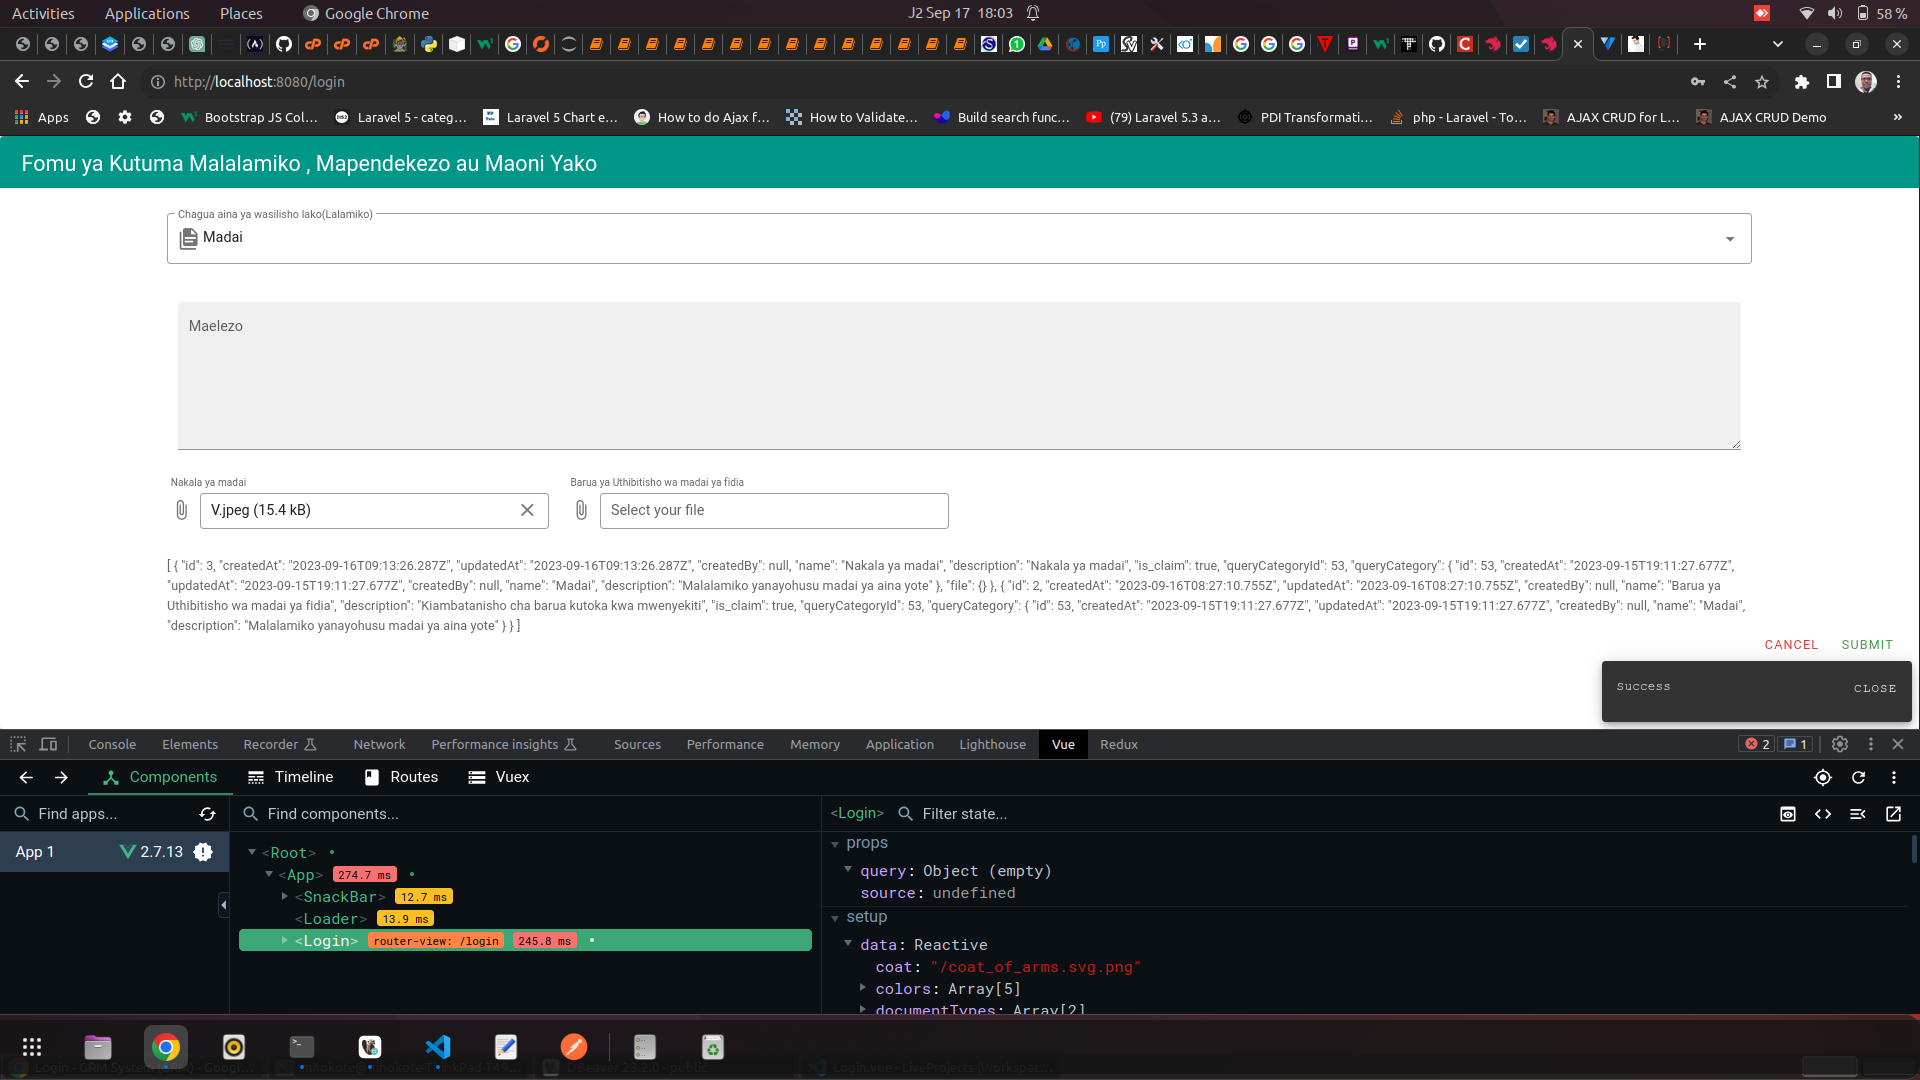 Activities Applications Places Google Chrome J2 Sep 17 18:03 58 %
http://localhost:8080/login
Apps Bootstrap JS Col... Laravel 5 - categ... Laravel 5 Chart e... How to do Ajax f... How to Validate... Build search func... (79) Laravel 5.3 a... PDI Transformati... php - Laravel - To... AJAX CRUD for L... AJAX CRUD Demo »
Fomu ya Kutuma Malalamiko , Mapendekezo au Maoni Yako
Chagua aina ya wasilisho lako(Lalamiko)
Madai
Maelezo
Nakala ya madai Barua ya Uthibitisho wa madai ya fidia
V.jpeg (15.4 kB) Select your file
[ { "id": 3, "createdAt": "2023-09-16T09:13:26.287Z", "updatedAt": "2023-09-16T09:13:26.287Z", "createdBy": null, "name": "Nakala ya madai", "description": "Nakala ya madai", "is_claim": true, "queryCategoryId": 53, "queryCategory": { "id": 53, "createdAt": "2023-09-15T19:11:27.677Z",
"updatedAt": "2023-09-15T19:11:27.677Z", "createdBy": null, "name": "Madai", "description": "Malalamiko yanayohusu madai ya aina yote" }, "file": {} }, { "id": 2, "createdAt": "2023-09-16T08:27:10.755Z", "updatedAt": "2023-09-16T08:27:10.755Z", "createdBy": null, "name": "Barua ya
Uthibitisho wa madai ya fidia", "description": "Kiambatanisho cha barua kutoka kwa mwenyekiti", "is_claim": true, "queryCategoryId": 53, "queryCategory": { "id": 53, "createdAt": "2023-09-15T19:11:27.677Z", "updatedAt": "2023-09-15T19:11:27.677Z", "createdBy": null, "name": "Madai",
"description": "Malalamiko yanayohusu madai ya aina yote" } } ]
CANCEL SUBMIT
Success CLOSE
Console Elements Recorder Network Performance insights Sources Performance Memory Application Lighthouse Vue Redux 2 1
Components Timeline Routes Vuex
Find apps... Find components... <Login> Filter state...
App 1 2.7.13
<Root>
<App> 274.7 ms
<SnackBar> 12.7 ms
<Loader> 13.9 ms
<Login> router-view: /login 245.8 ms
props
query: Object (empty)
source: undefined
setup
data: Reactive
coat: "/coat_of_arms.svg.png"
colors: Array[5]
documentTypes: Array[2]